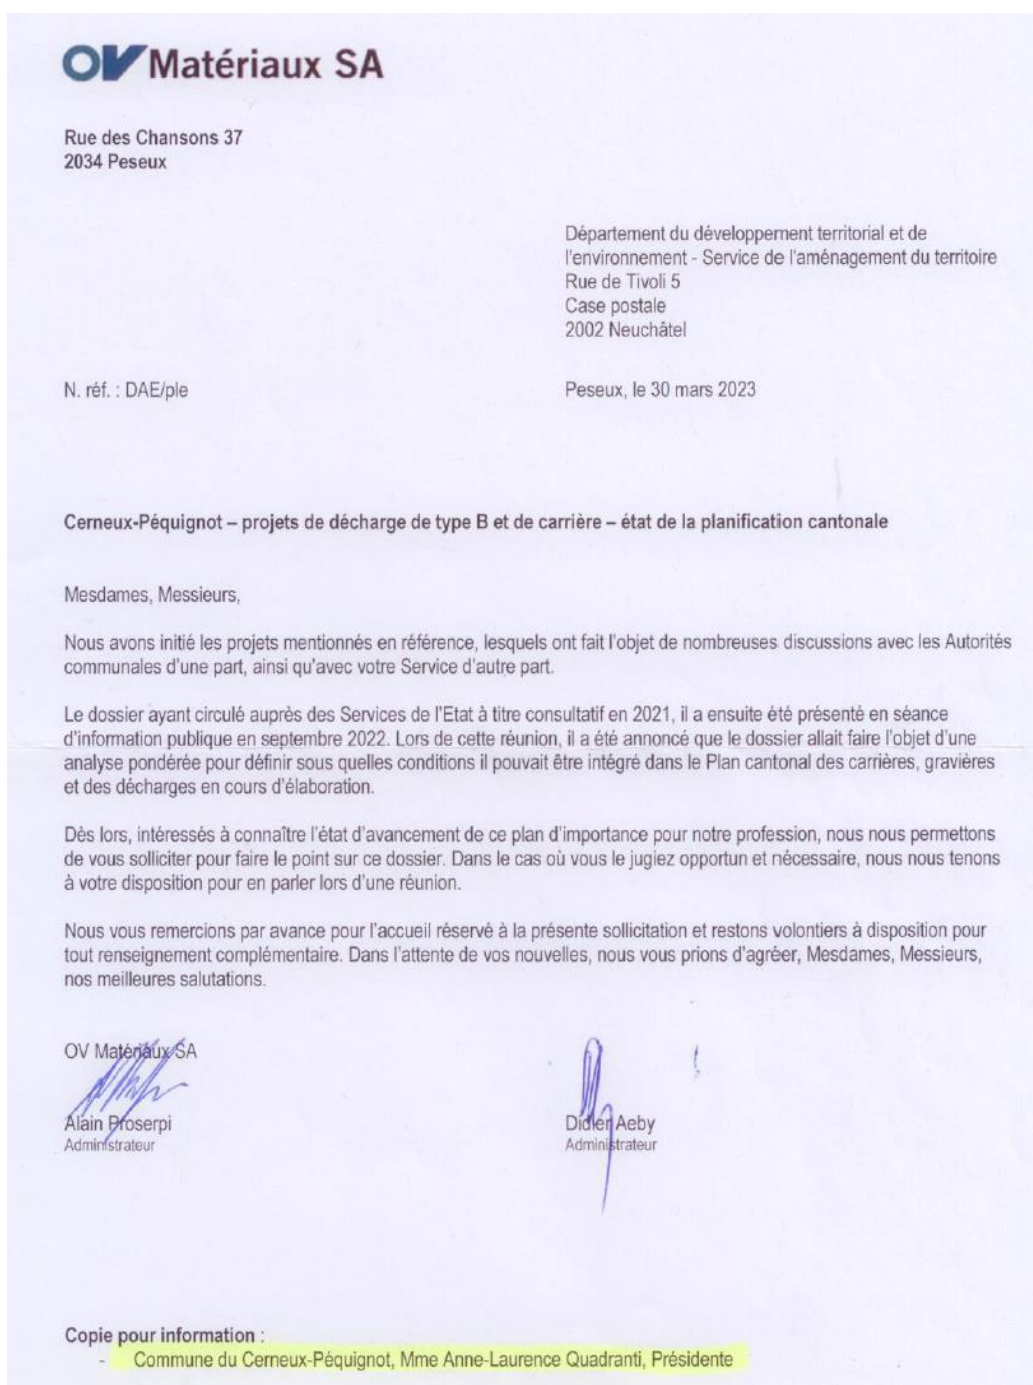 OV Matériaux SA
Rue des Chansons 37
2034 Peseux
Département du développement territorial et de
l'environnement - Service de l'aménagement du territoire
Rue de Tivoli 5
Case postale
2002 Neuchâtel
N. réf. : DAE/ple
Peseux, le 30 mars 2023
Cerneux-Péquignot – projets de décharge de type B et de carrière – état de la planification cantonale
Mesdames, Messieurs,
Nous avons initié les projets mentionnés en référence, lesquels ont fait l'objet de nombreuses discussions avec les Autorités
communales d'une part, ainsi qu'avec votre Service d'autre part.
Le dossier ayant circulé auprès des Services de l'Etat à titre consultatif en 2021, il a ensuite été présenté en séance
d'information publique en septembre 2022. Lors de cette réunion, il a été annoncé que le dossier allait faire l'objet d'une
analyse pondérée pour définir sous quelles conditions il pouvait être intégré dans le Plan cantonal des carrières, gravières
et des décharges en cours d'élaboration.
Dès lors, intéressés à connaître l'état d'avancement de ce plan d'importance pour notre profession, nous nous permettons
de vous solliciter pour faire le point sur ce dossier. Dans le cas où vous le jugiez opportun et nécessaire, nous nous tenons
à votre disposition pour en parler lors d'une réunion.
Nous vous remercions par avance pour l'accueil réservé à la présente sollicitation et restons volontiers à disposition pour
tout renseignement complémentaire. Dans l'attente de vos nouvelles, nous vous prions d'agréer, Mesdames, Messieurs,
nos meilleures salutations.
OV Matériaux SA
Alain Proserpi
Administrateur
Didier Aeby
Administrateur
Copie pour information :
- Commune du Cerneux-Péquignot, Mme Anne-Laurence Quadranti, Présidente